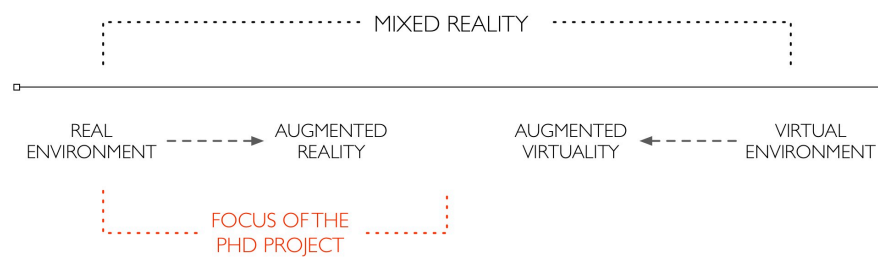 MIXED REALITY
REAL
ENVIRONMENT
AUGMENTED
REALITY
AUGMENTED
VIRTUALITY
VIRTUAL
ENVIRONMENT
FOCUS OF THE
PHD PROJECT